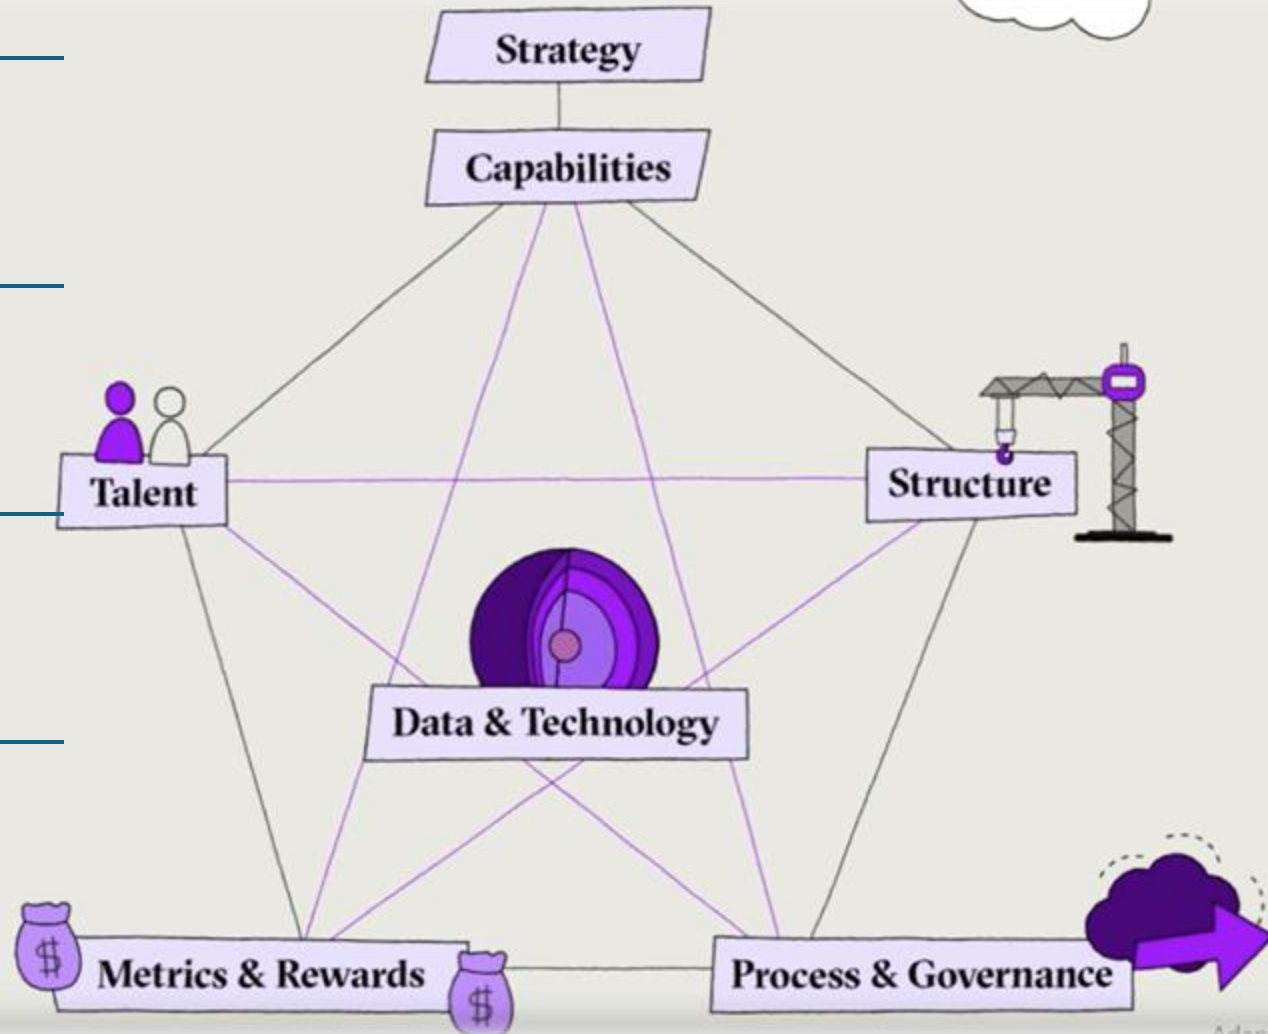 Strategy
Capabilities
Talent
Structure
Data & Technology
Metrics & Rewards
$
$
Process & Governance